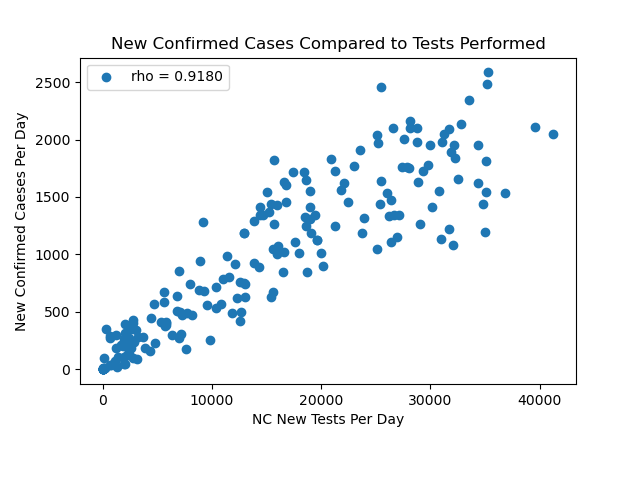 New Confirmed Cases Compared to Tests Performed
rho = 0.9180
New Confirmed Caeses Per Day
2500
2000
1500
1000
500
0
0 10000 20000 30000 40000
NC New Tests Per Day